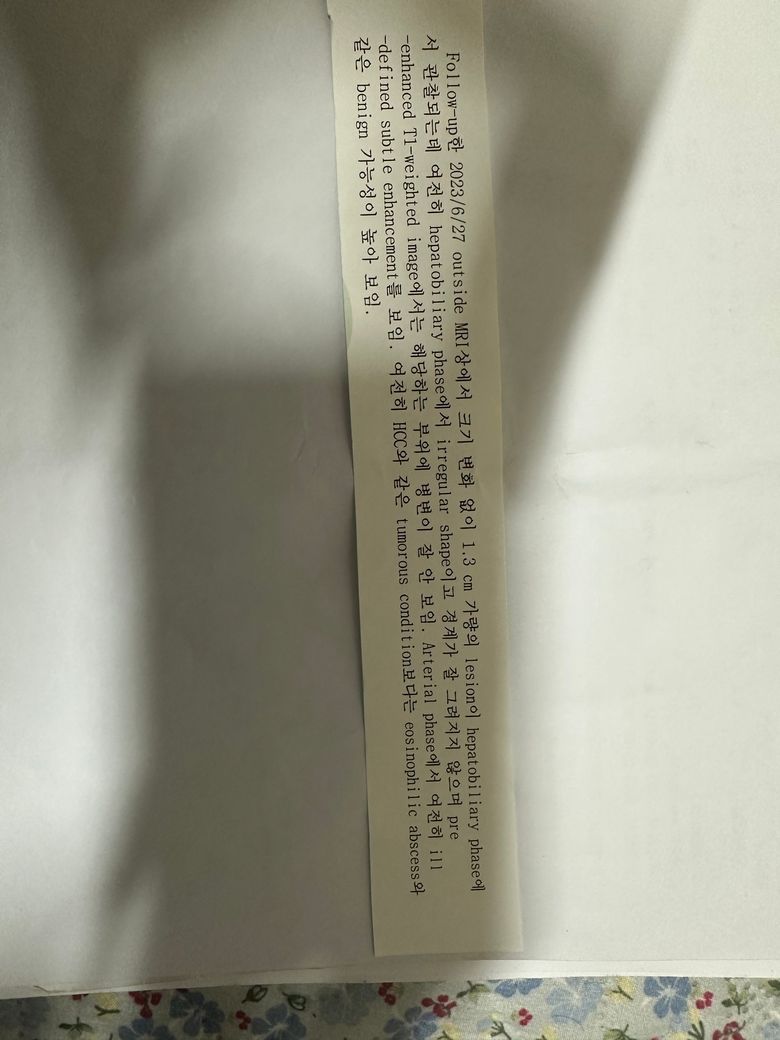 Follow-up한 2023/6/27 outside MRI상에서 크기 변화 없이 1.3 cm 가량의 lesion이 hepatobiliary phase에
서 관찰되는데 여전히 hepatobiliary phase에서 irregular shape이고 경계가 잘 그려지지 않으며 pre
-enhanced T1-weighted image에서는 해당하는 부위에 병변이 잘 안 보임. Arterial phase에서 여전히 ill
-defined subtle enhancement를 보임. 여전히 HCC와 같은 tumorous condition보다는 eosinophilic abscess와
같은 benign 가능성이 높아 보임.